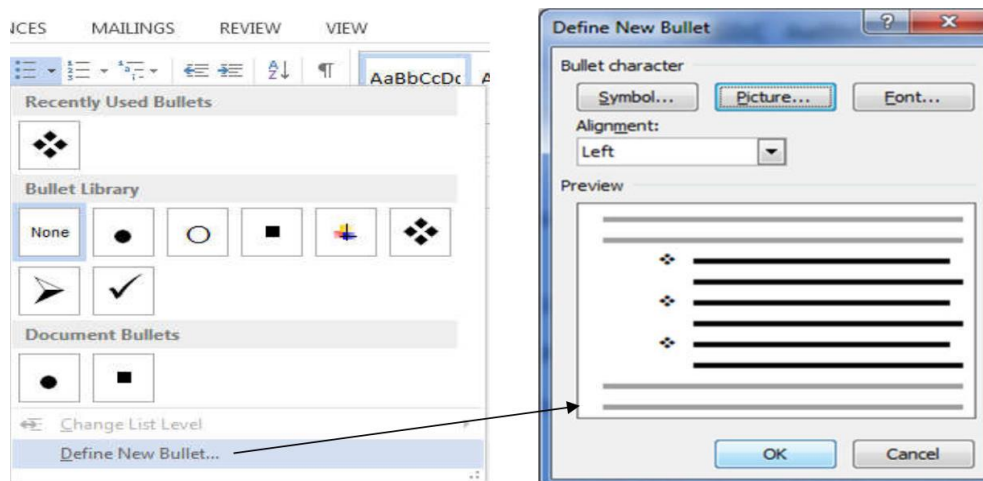 NCES MAILINGS REVIEW VIEW
AaBbCcDc A
Recently Used Bullets
Bullet Library
None
Document Bullets
Change List Level
Define New Bullet...
Define New Bullet
Bullet character
Symbol... Picture... Font...
Alignment:
Left
Preview
OK Cancel